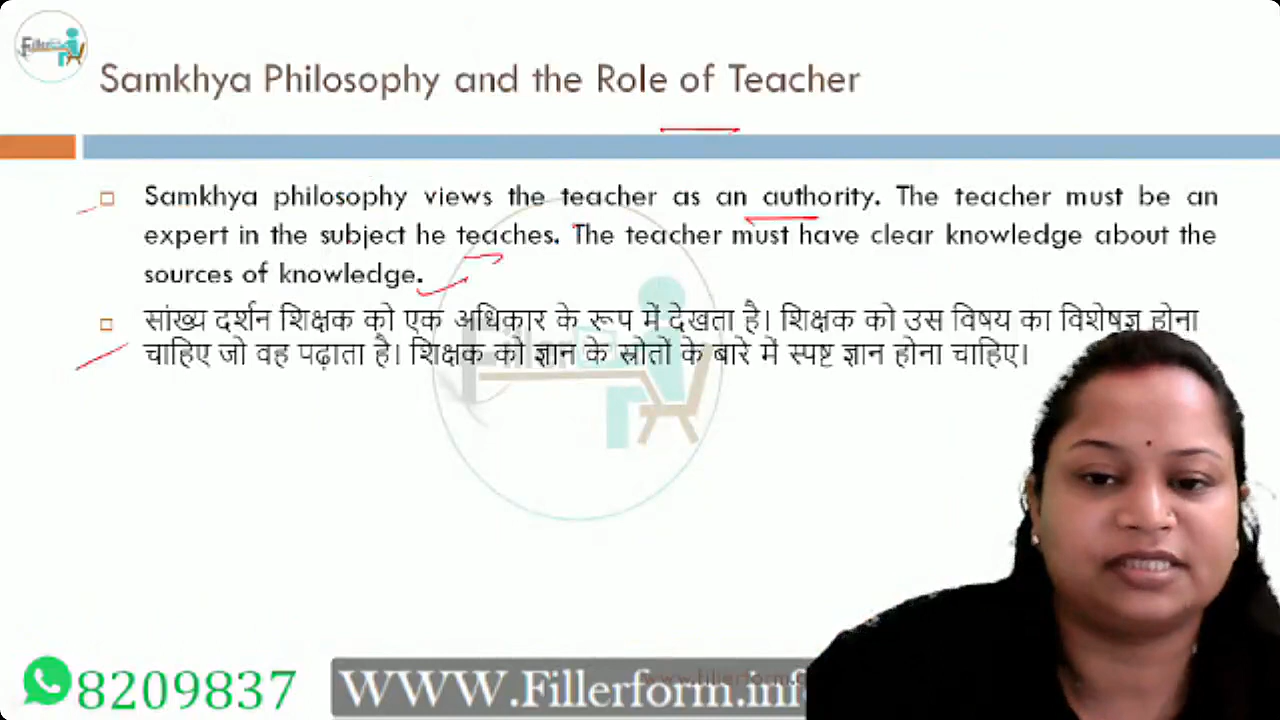 Fillerform
Samkhya Philosophy and the Role of Teacher
Samkhya philosophy views the teacher as an authority. The teacher must be an
expert in the subject he teaches. The teacher must have clear knowledge about the
sources of knowledge.
सांख्य दर्शन शिक्षक को एक अधिकार के रूप में देखता है। शिक्षक को उस विषय का विशेषज्ञ होना
चाहिए जो वह पढ़ाता है। शिक्षक को ज्ञान के स्रोतों के बारे में स्पष्ट ज्ञान होना चाहिए।
8209837
WWW.Fillerform.info